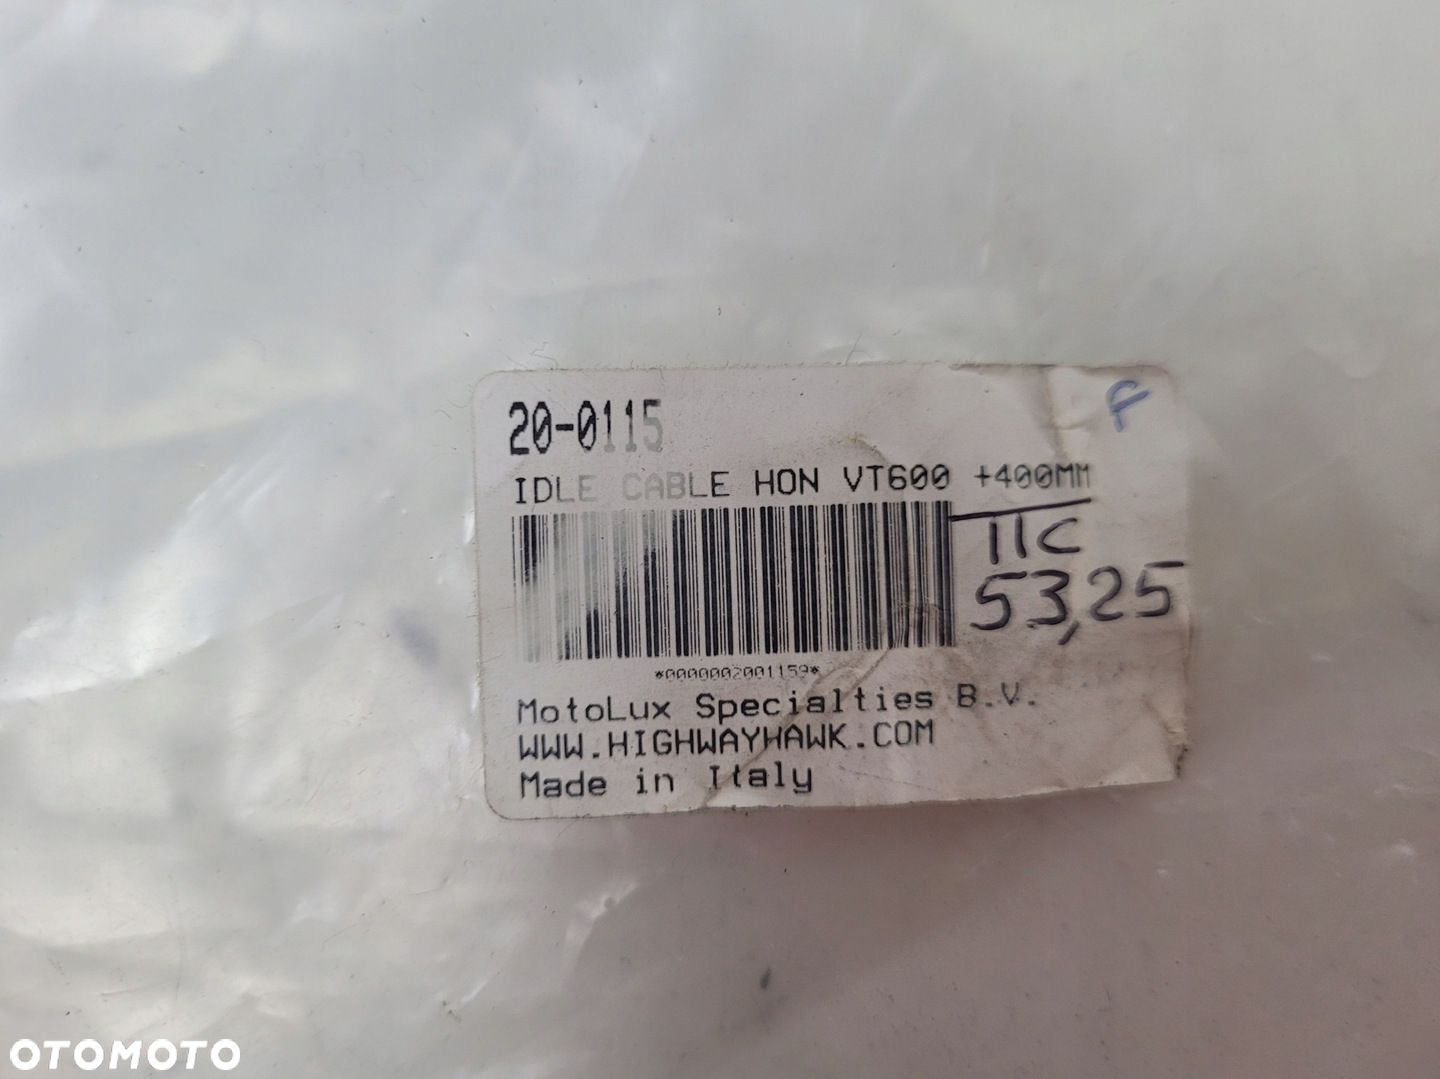 20-0115
F
IDLE CABLE HON VT600 +400MM
11C
53,25
*0000002001159*
MotoLux Specialties B.V.
WWW.HIGHWAYHAWK.COM
Made in Italy
OTOMOTO